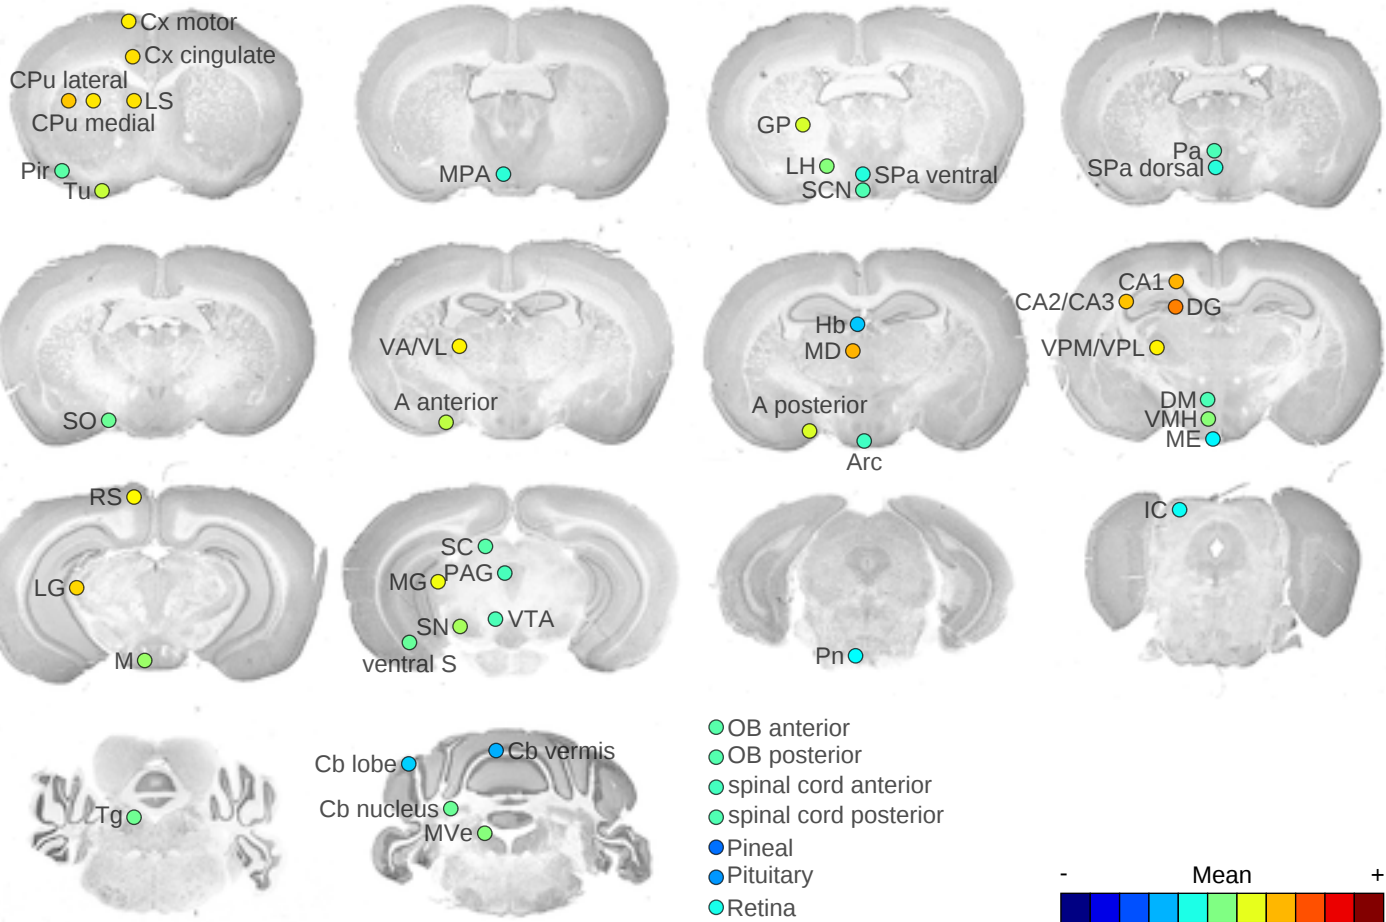 Cx motor
Cx cingulate
CPu lateral
LS
CPu medial
Pir
Tu
MPA
GP
LH
SPa ventral
SCN
Pa
SPa dorsal
SO
VA/VL
A anterior
Hb
MD
A posterior
Arc
CA1
CA2/CA3
DG
VPM/VPL
DM
VMH
ME
RS
LG
M
SC
MG
PAG
SN
VTA
ventral S
Pn
IC
Tg
Cb lobe
Cb vermis
Cb nucleus
MVe
OB anterior
OB posterior
spinal cord anterior
spinal cord posterior
Pineal
Pituitary
Retina
- Mean +